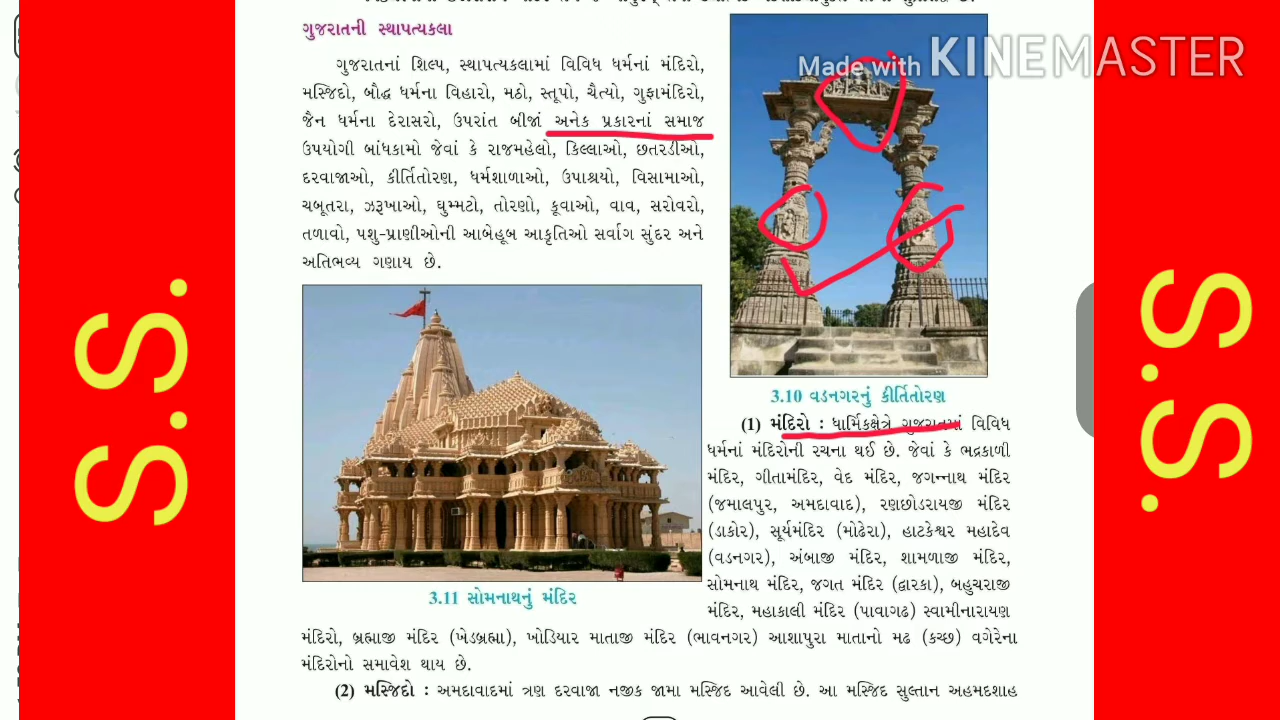 ગુજરાતની સ્થાપત્યકલા
ગુજરાતનાં શિલ્પ, સ્થાપત્યકલામાં વિવિધ ધર્મનાં મંદિરો,
મસ્જિદો, બૌદ્ધ ધર્મના વિહારો, મઠો, સ્તૂપો, ચૈત્યો, ગુફામંદિરો,
જૈન ધર્મના દેરાસરો, ઉપરાંત બીજાં અનેક પ્રકારનાં સમાજ
ઉપયોગી બાંધકામો જેવાં કે રાજમહેલો, કિલ્લાઓ, છતરડીઓ,
દરવાજાઓ, કીર્તિતોરણ, ધર્મશાળાઓ, ઉપાશ્રયો, વિસામાઓ,
ચબૂતરા, ઝરૂખાઓ, ઘુમ્મટો, તોરણો, કૂવાઓ, વાવ, સરોવરો,
તળાવો, પશુ-પ્રાણીઓની આબેહૂબ આકૃતિઓ સર્વાગ સુંદર અને
અતિભવ્ય ગણાય છે.
Made with KINEMASTER
3.10 વડનગરનું કીર્તિતોરણ
3.11 સોમનાથનું મંદિર
(1) મંદિરો : ધાર્મિકક્ષેત્રે ગુજરાતમાં વિવિધ
ધર્મનાં મંદિરોની રચના થઈ છે. જેવાં કે ભદ્રકાળી
મંદિર, ગીતામંદિર, વેદ મંદિર, જગન્નાથ મંદિર
(જમાલપુર, અમદાવાદ), રણછોડરાયજી મંદિર
(ડાકોર), સૂર્યમંદિર (મોઢેરા), હાટકેશ્વર મહાદેવ
(વડનગર), અંબાજી મંદિર, શામળાજી મંદિર,
સોમનાથ મંદિર, જગત મંદિર (દ્વારકા), બહુચરાજી
મંદિર, મહાકાલી મંદિર (પાવાગઢ) સ્વામીનારાયણ
મંદિરો, બ્રહ્માજી મંદિર (ખેડબ્રહ્મા), ખોડિયાર માતાજી મંદિર (ભાવનગર) આશાપુરા માતાનો મઢ (કચ્છ) વગેરેના
મંદિરોનો સમાવેશ થાય છે.
(2) મસ્જિદો : અમદાવાદમાં ત્રણ દરવાજા નજીક જામા મસ્જિદ આવેલી છે. આ મસ્જિદ સુલ્તાન અહમદશાહ
S.S.
S.S.